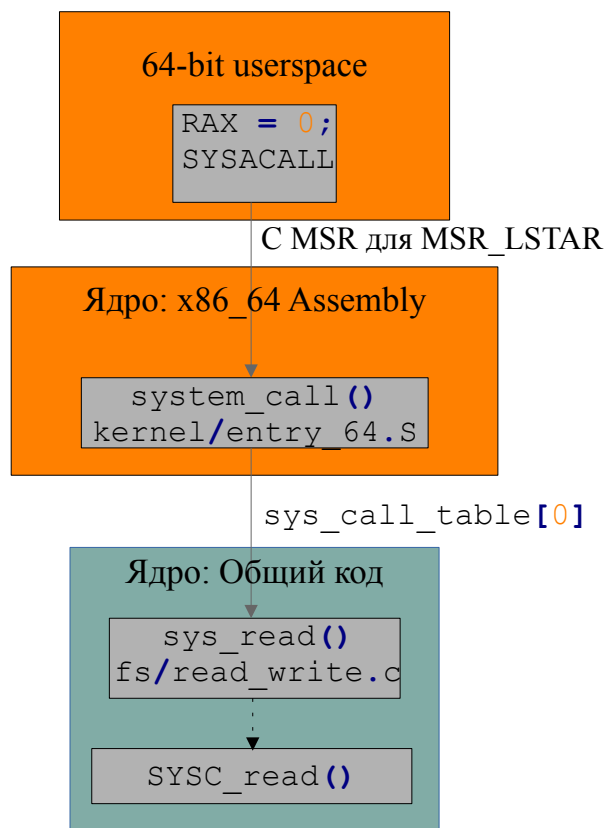 64-bit userspace
RAX = 0;
SYSACALL
С MSR для MSR_LSTAR
Ядро: x86_64 Assembly
system_call()
kernel/entry_64.S
sys_call_table[0]
Ядро: Общий код
sys_read()
fs/read_write.c
SYSC_read()